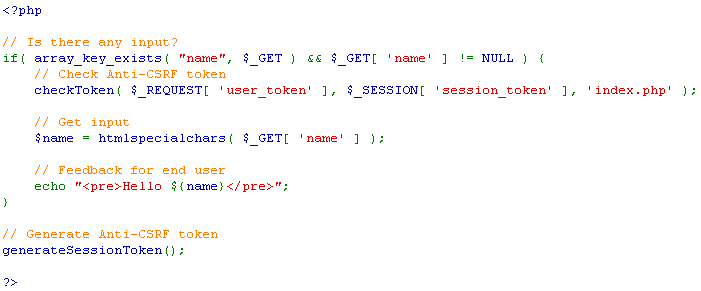 <?php
// Is there any input?
if( array_key_exists( "name", $_GET ) && $_GET[ 'name' ] != NULL ) {
// Check Anti-CSRF token
checkToken( $_REQUEST[ 'user_token' ], $_SESSION[ 'session_token' ], 'index.php' );
// Get input
$name = htmlspecialchars( $_GET[ 'name' ] );
// Feedback for end user
echo "<pre>Hello ${name}</pre>";
}
// Generate Anti-CSRF token
generateSessionToken();
?>